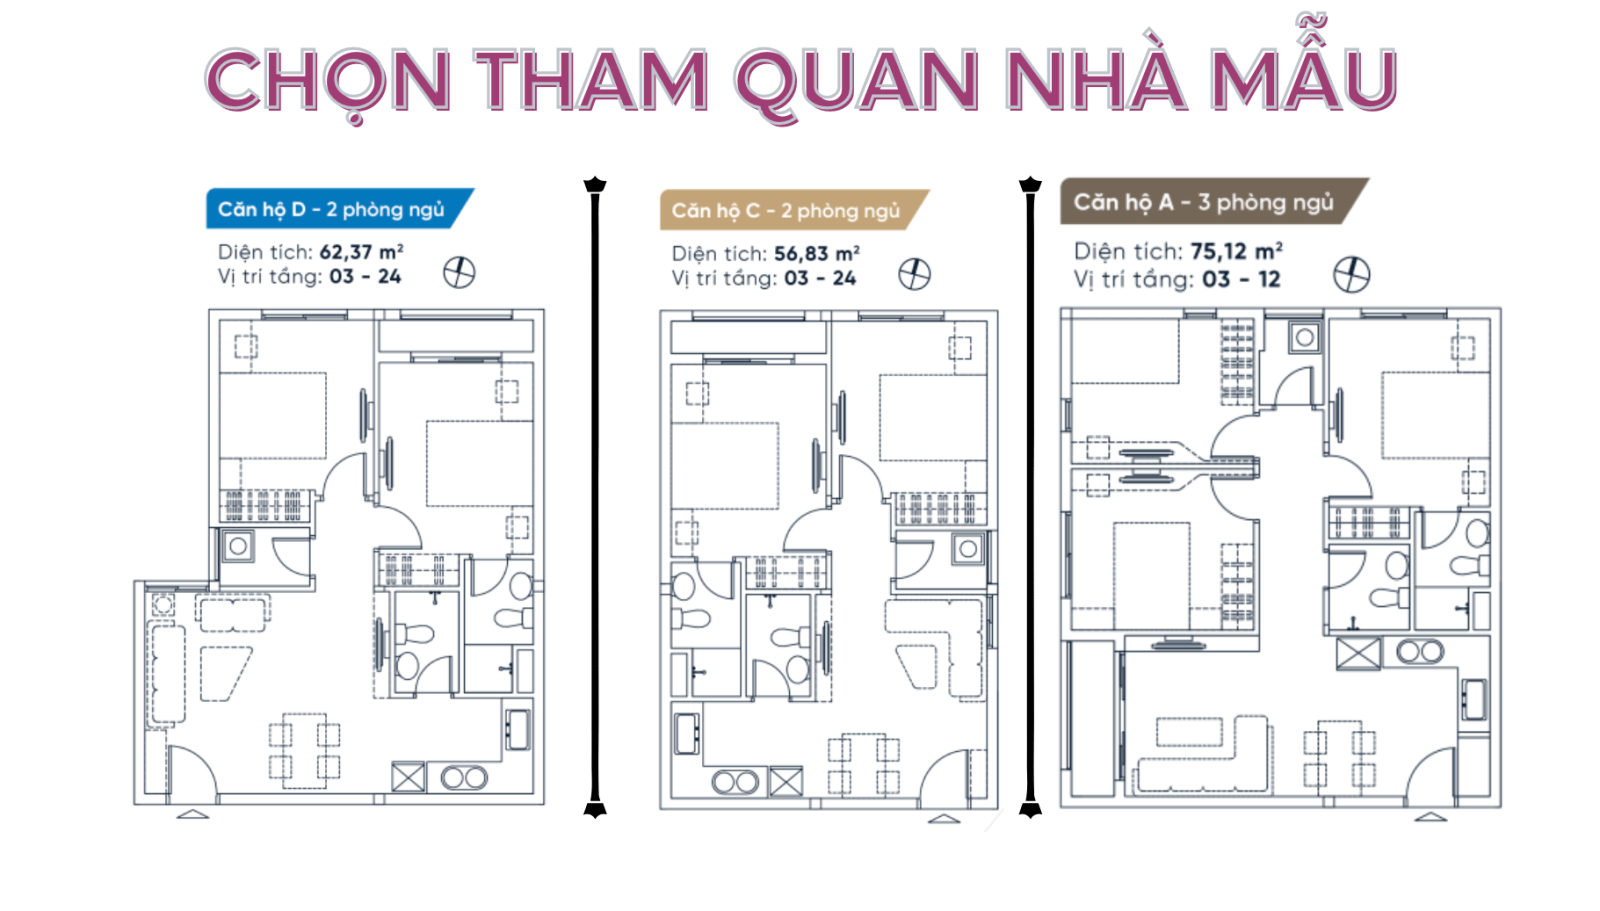 CHỌN THAM QUAN NHÀ MẪU
Căn hộ D - 2 phòng ngủ
Diện tích: 62,37 m²
Vị trí tầng: 03 - 24
Căn hộ C - 2 phòng ngủ
Diện tích: 56,83 m²
Vị trí tầng: 03 - 24
Căn hộ A - 3 phòng ngủ
Diện tích: 75,12 m²
Vị trí tầng: 03 - 12